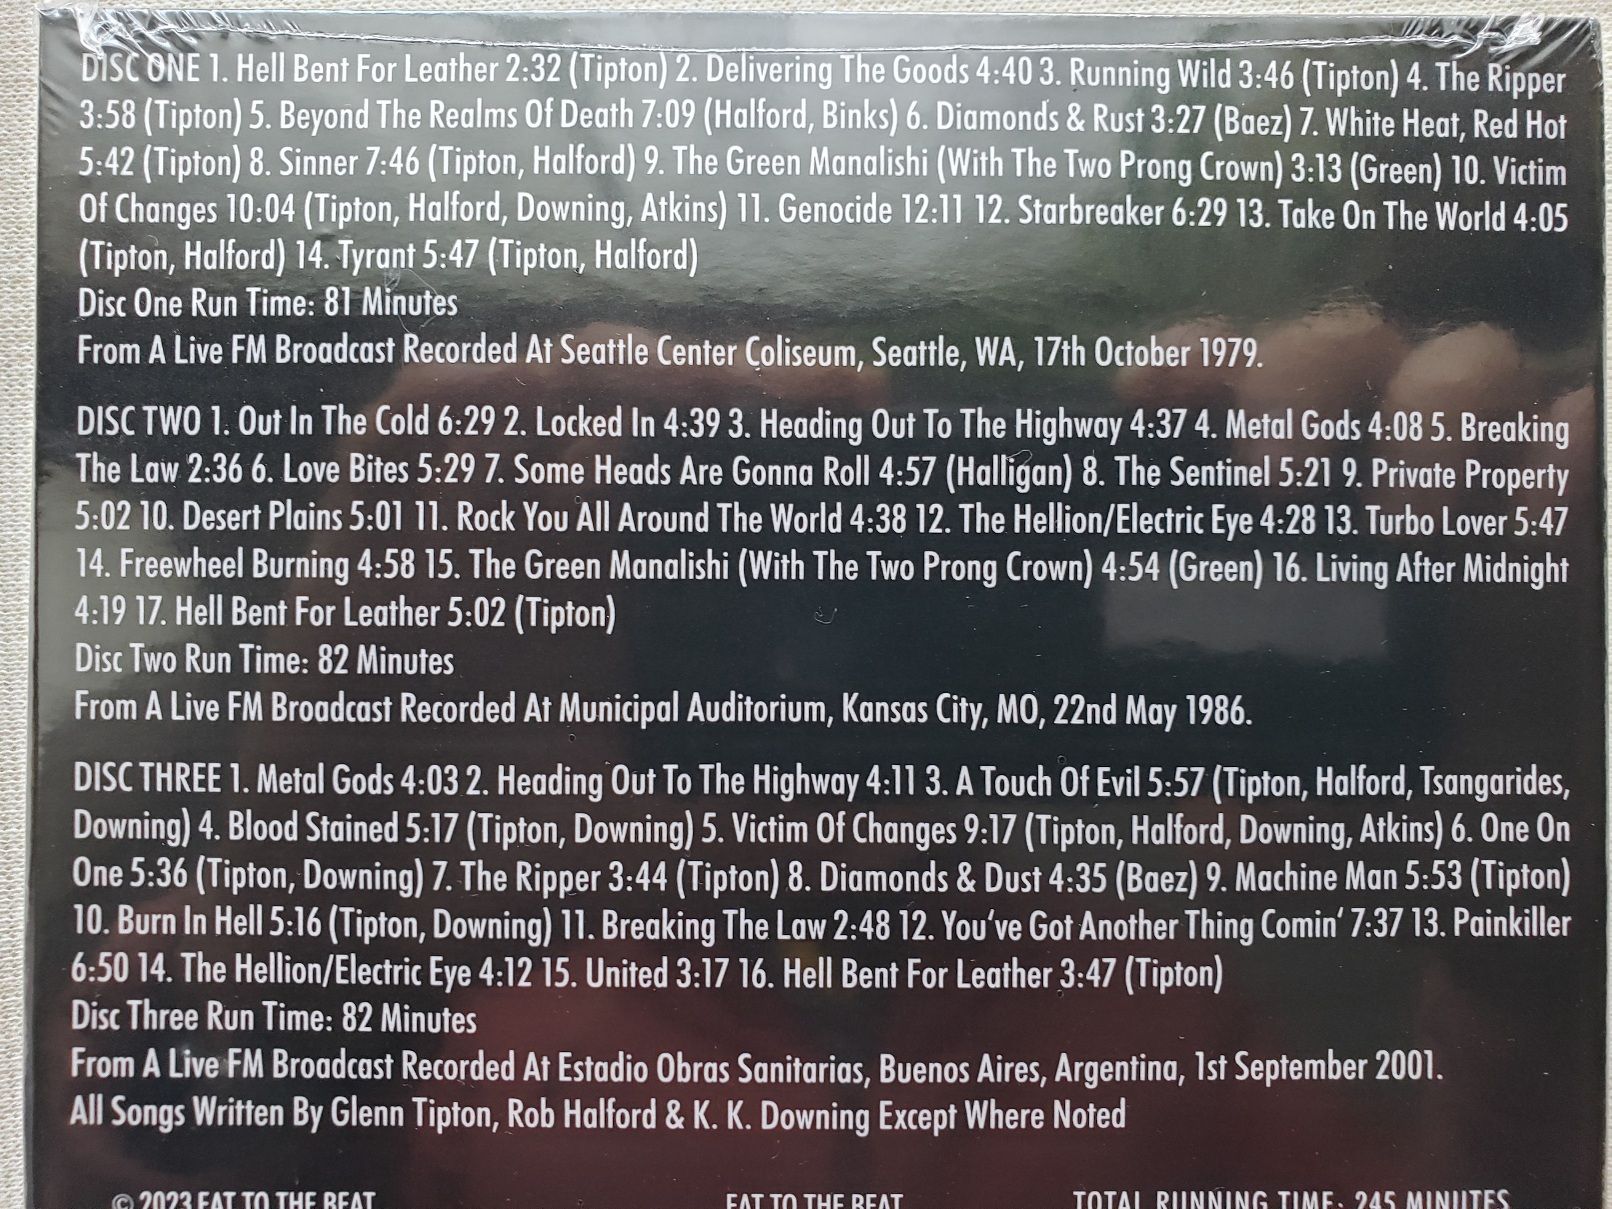 DISC ONE 1. Hell Bent For Leather 2:32 (Tipton) 2. Delivering The Goods 4:40 3. Running Wild 3:46 (Tipton) 4. The Ripper
3:58 (Tipton) 5. Beyond The Realms Of Death 7:09 (Halford, Binks) 6. Diamonds & Rust 3:27 (Baez) 7. White Heat, Red Hot
5:42 (Tipton) 8. Sinner 7:46 (Tipton, Halford) 9. The Green Manalishi (With The Two Prong Crown) 3:13 (Green) 10. Victim
Of Changes 10:04 (Tipton, Halford, Downing, Atkins) 11. Genocide 12:11 12. Starbreaker 6:29 13. Take On The World 4:05
(Tipton, Halford) 14. Tyrant 5:47 (Tipton, Halford)
Disc One Run Time: 81 Minutes
From A Live FM Broadcast Recorded At Seattle Center Coliseum, Seattle, WA, 17th October 1979.
DISC TWO 1. Out In The Cold 6:29 2. Locked In 4:39 3. Heading Out To The Highway 4:37 4. Metal Gods 4:08 5. Breaking
The Law 2:36 6. Love Bites 5:29 7. Some Heads Are Gonna Roll 4:57 (Halligan) 8. The Sentinel 5:21 9. Private Property
5:02 10. Desert Plains 5:01 11. Rock You All Around The World 4:38 12. The Hellion/Electric Eye 4:28 13. Turbo Lover 5:47
14. Freewheel Burning 4:58 15. The Green Manalishi (With The Two Prong Crown) 4:54 (Green) 16. Living After Midnight
4:19 17. Hell Bent For Leather 5:02 (Tipton)
Disc Two Run Time: 82 Minutes
From A Live FM Broadcast Recorded At Municipal Auditorium, Kansas City, MO, 22nd May 1986.
DISC THREE 1. Metal Gods 4:03 2. Heading Out To The Highway 4:11 3. A Touch Of Evil 5:57 (Tipton, Halford, Tsangarides,
Downing) 4. Blood Stained 5:17 (Tipton, Downing) 5. Victim Of Changes 9:17 (Tipton, Halford, Downing, Atkins) 6. One On
One 5:36 (Tipton, Downing) 7. The Ripper 3:44 (Tipton) 8. Diamonds & Dust 4:35 (Baez) 9. Machine Man 5:53 (Tipton)
10. Burn In Hell 5:16 (Tipton, Downing) 11. Breaking The Law 2:48 12. You've Got Another Thing Comin' 7:37 13. Painkiller
6:50 14. The Hellion/Electric Eye 4:12 15. United 3:17 16. Hell Bent For Leather 3:47 (Tipton)
Disc Three Run Time: 82 Minutes
From A Live FM Broadcast Recorded At Estadio Obras Sanitarias, Buenos Aires, Argentina, 1st September 2001.
All Songs Written By Glenn Tipton, Rob Halford & K. K. Downing Except Where Noted
© 2023 EAT TO THE BEAT EAT TO THE BEAT TOTAL RUNNING TIME: 245 MINUTES